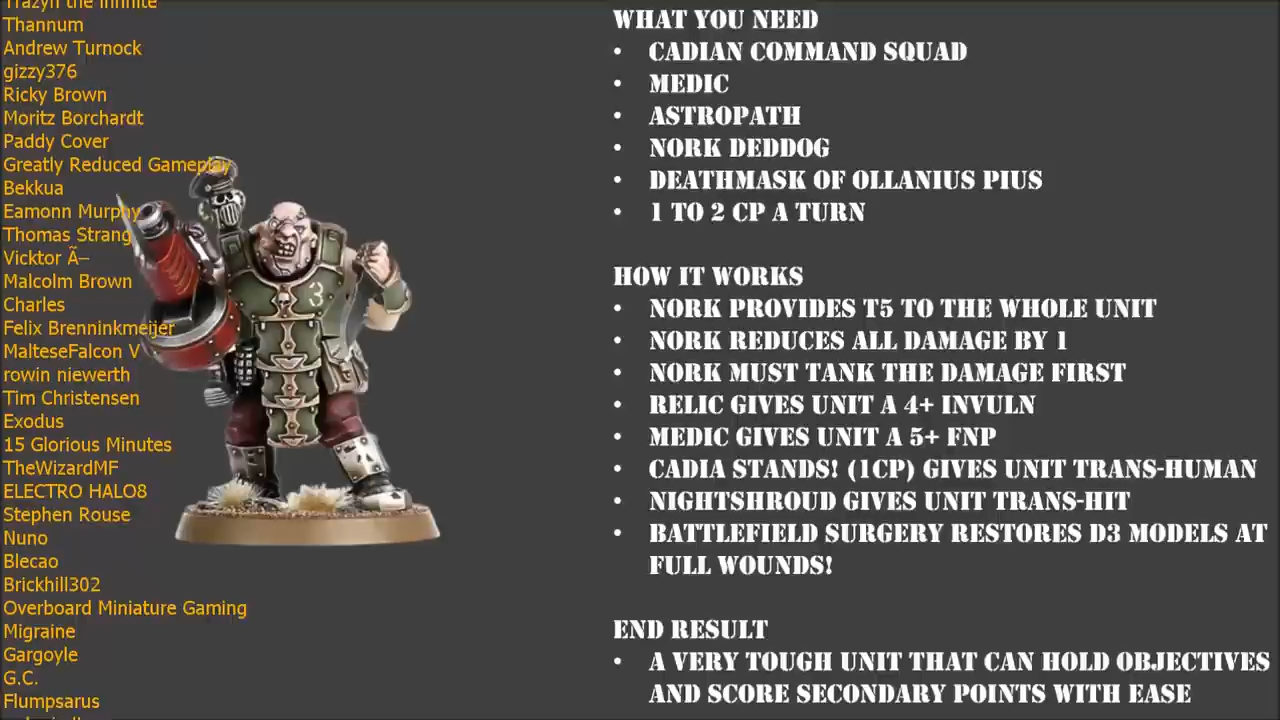 Trazyn the Infinite
Thannum
Andrew Turnock
gizzy376
Ricky Brown
Moritz Borchardt
Paddy Cover
Greatly Reduced Gameplay
Bekkua
Eamonn Murphy
Thomas Strang
Vicktor Ã–
Malcolm Brown
Charles
Felix Brenninkmeijer
MalteseFalcon V
rowin niewerth
Tim Christensen
Exodus
15 Glorious Minutes
TheWizardMF
ELECTRO HALO8
Stephen Rouse
Nuno
Blecao
Brickhill302
Overboard Miniature Gaming
Migraine
Gargoyle
G.C.
Flumpsarus
3
WHAT YOU NEED
• CADIAN COMMAND SQUAD
• MEDIC
• ASTROPATH
• NORK DEDDOG
• DEATHMASK OF OLLANIUS PIUS
• 1 TO 2 CP A TURN
HOW IT WORKS
• NORK PROVIDES T5 TO THE WHOLE UNIT
• NORK REDUCES ALL DAMAGE BY 1
• NORK MUST TANK THE DAMAGE FIRST
• RELIC GIVES UNIT A 4+ INVULN
• MEDIC GIVES UNIT A 5+ FNP
• CADIA STANDS! (1CP) GIVES UNIT TRANS-HUMAN
• NIGHTSHROUD GIVES UNIT TRANS-HIT
• BATTLEFIELD SURGERY RESTORES D3 MODELS AT
FULL WOUNDS!
END RESULT
• A VERY TOUGH UNIT THAT CAN HOLD OBJECTIVES
AND SCORE SECONDARY POINTS WITH EASE